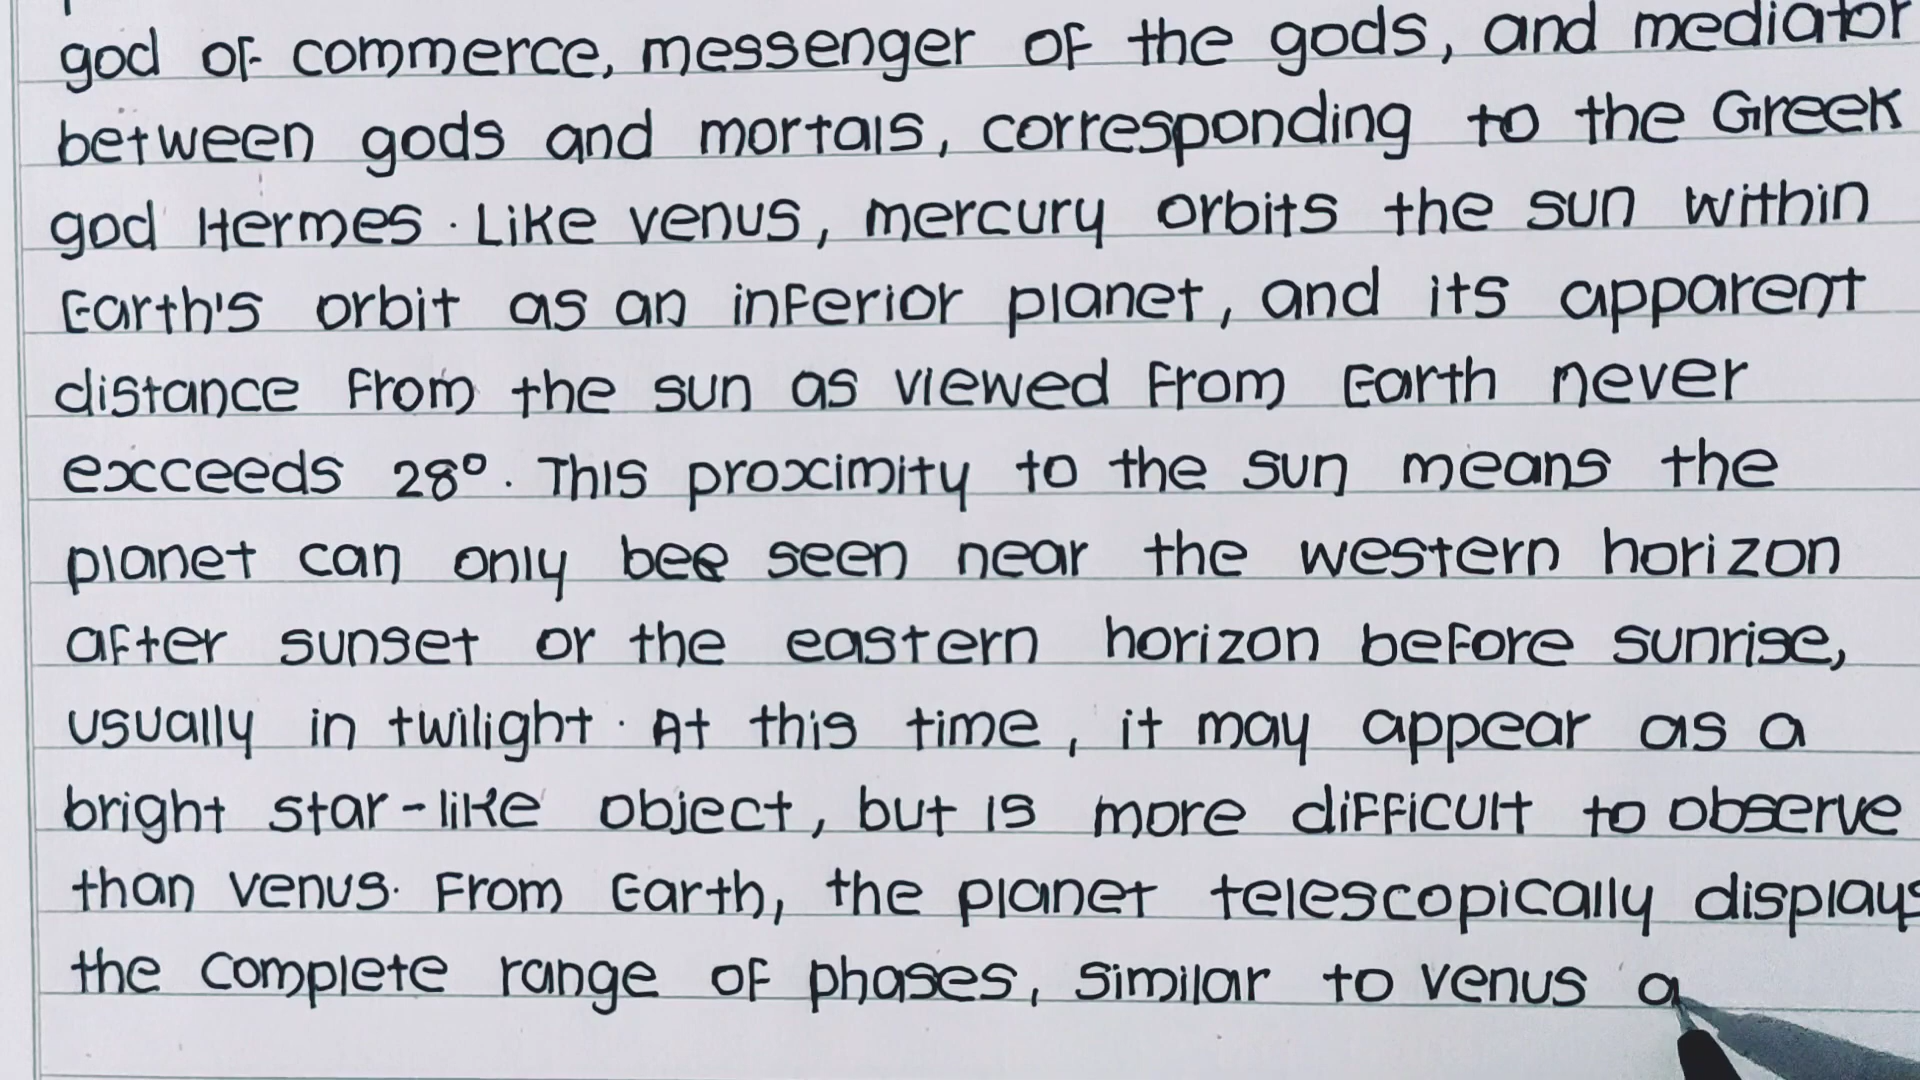 god of commerce, messenger of the gods, and mediator
between gods and mortals, corresponding to the Greek
god Hermes. Like venus, mercury orbits the sun within
Earth's orbit as an inferior planet, and its apparent
distance from the sun as viewed from Earth never
exceeds 28°. This proximity to the sun means the
planet can only bee seen near the western horizon
after sunset or the eastern horizon before sunrise,
usually in twilight. At this time, it may appear as a
bright star-like object, but is more difficult to observe
than venus. From Earth, the planet telescopically displays
the complete range of phases, similar to venus a